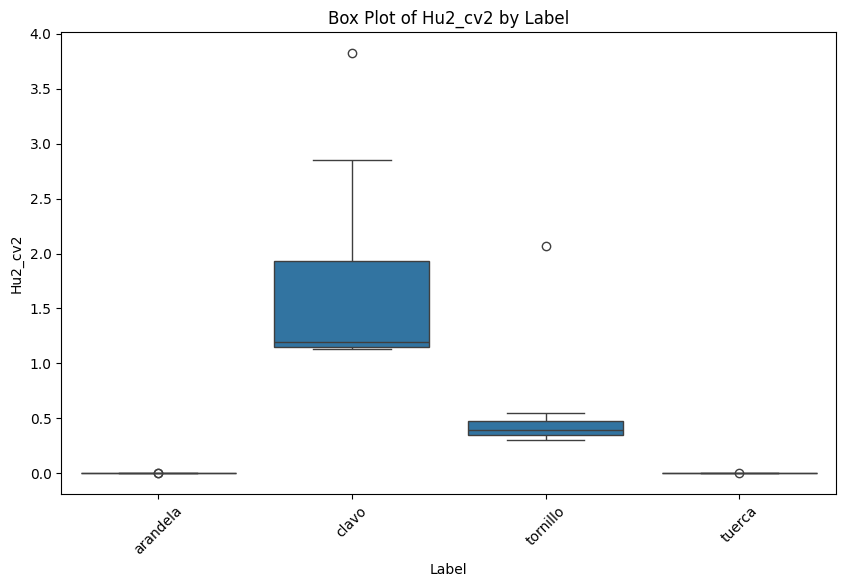 Box Plot of Hu2_cv2 by Label
4.0
3.5
3.0
2.5
2.0
1.5
1.0
0.5
0.0
Hu2_cv2
arandela
clavo
tornillo
tuerca
Label